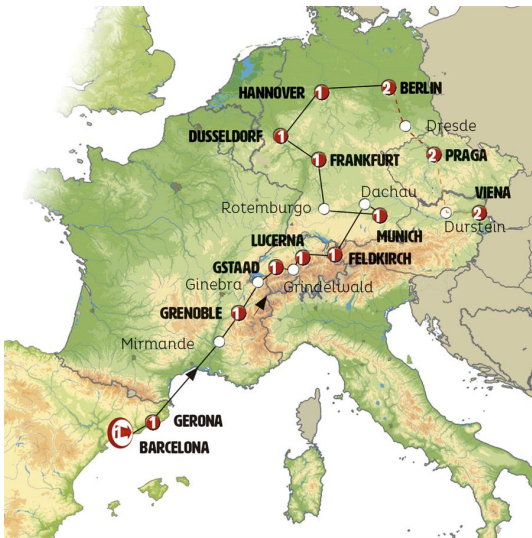 HANNOVER 1
2 BERLIN
DUSSELDORF 1
Dresde
1 FRANKFURT
2 PRAGA
Dachau
VIENA
2
Rotemburgo
1
MUNICH
Durstein
LUCERNA
1
1
FELDKIRCH
GSTAAD 1
Ginebra
Grindelwald
GRENOBLE 1
Mirmande
1 GERONA
BARCELONA